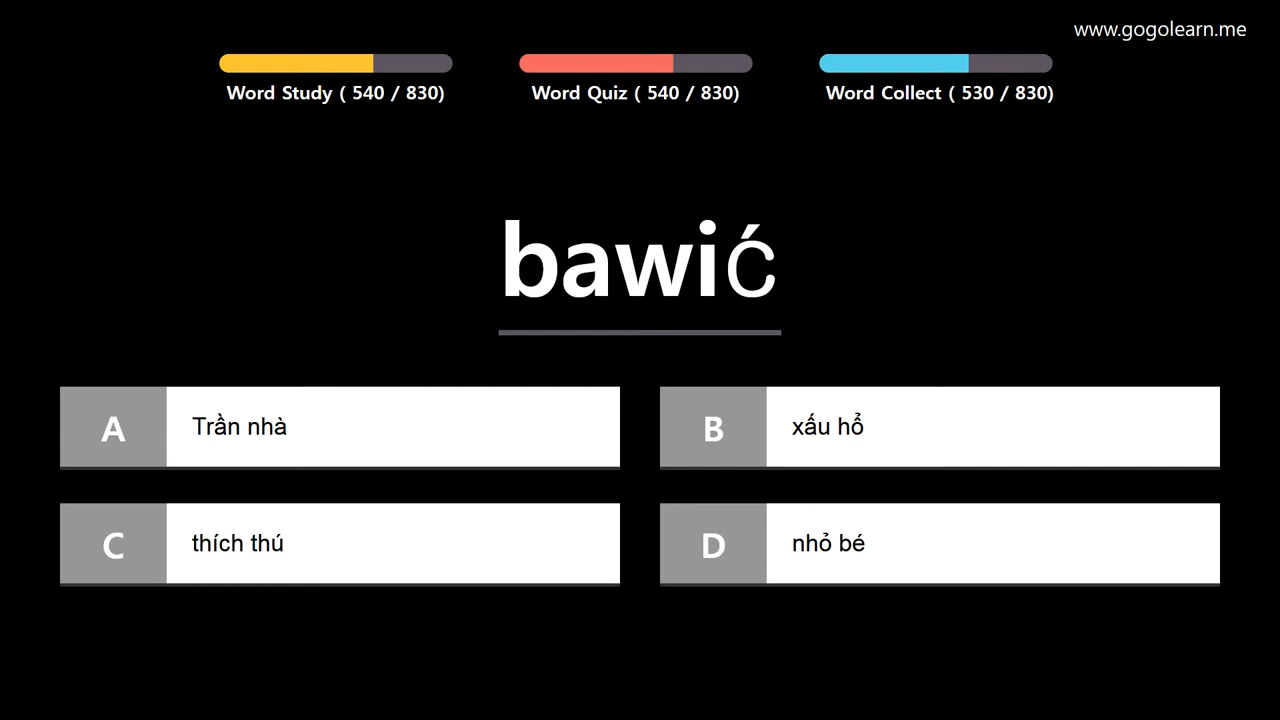 www.gogolearn.me
Word Study ( 540 / 830)
Word Quiz ( 540 / 830)
Word Collect ( 530 / 830)
bawić
A Trần nhà
B xấu hổ
C thích thú
D nhỏ bé